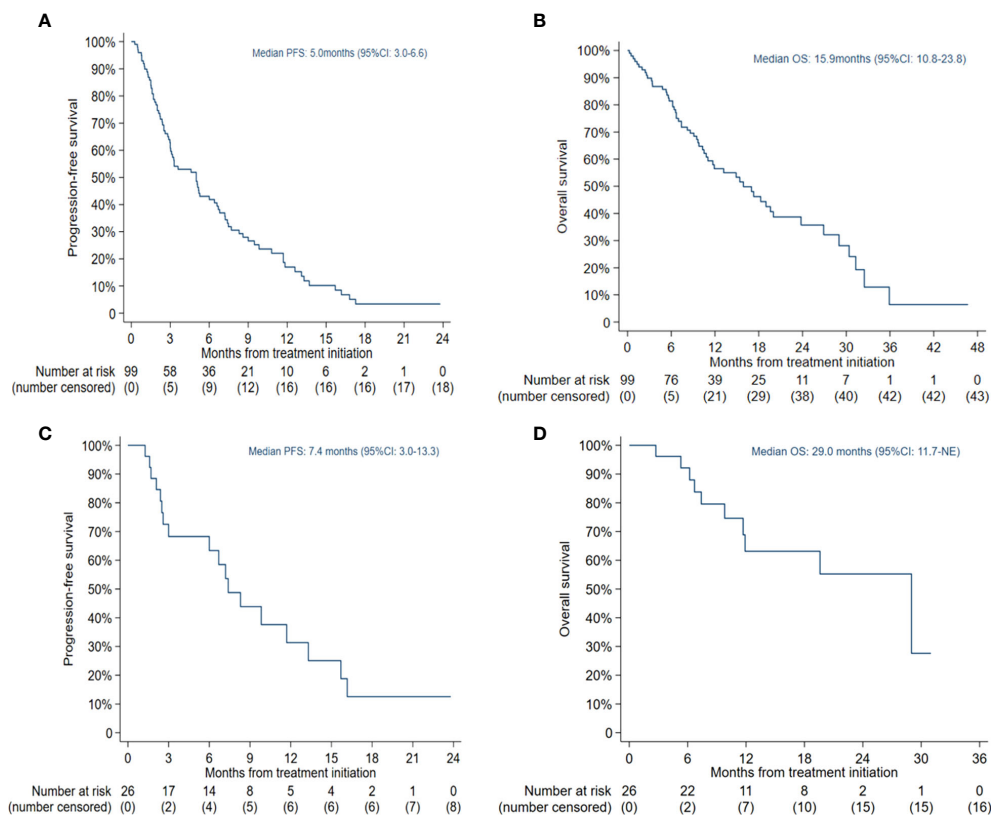 A
Median PFS: 5.0months (95%CI: 3.0-6.6)
Progression-free survival
100%
90%
80%
70%
60%
50%
40%
30%
20%
10%
0
0 3 6 9 12 15 18 21 24
Months from treatment initiation
Number at risk 99 58 36 21 10 6 2 1 0
(number censored) (0) (5) (9) (12) (16) (16) (16) (17) (18)
B
Median OS: 15.9months (95%CI: 10.8-23.8)
Overall survival
100%
90%
80%
70%
60%
50%
40%
30%
20%
10%
0
0 6 12 18 24 30 36 42 48
Months from treatment initiation
Number at risk 99 76 39 25 11 7 1 1 0
(number censored) (0) (5) (21) (29) (38) (40) (42) (42) (43)
C
Median PFS: 7.4 months (95%CI: 3.0-13.3)
Progression-free survival
100%
90%
80%
70%
60%
50%
40%
30%
20%
10%
0
0 3 6 9 12 15 18 21 24
Months from treatment initiation
Number at risk 26 17 14 8 5 4 2 1 0
(number censored) (0) (2) (4) (5) (6) (6) (6) (7) (8)
D
Median OS: 29.0 months (95%CI: 11.7-NE)
Overall survival
100%
90%
80%
70%
60%
50%
40%
30%
20%
10%
0
0 6 12 18 24 30 36
Months from treatment initiation
Number at risk 26 22 11 8 2 1 0
(number censored) (0) (2) (7) (10) (15) (15) (16)